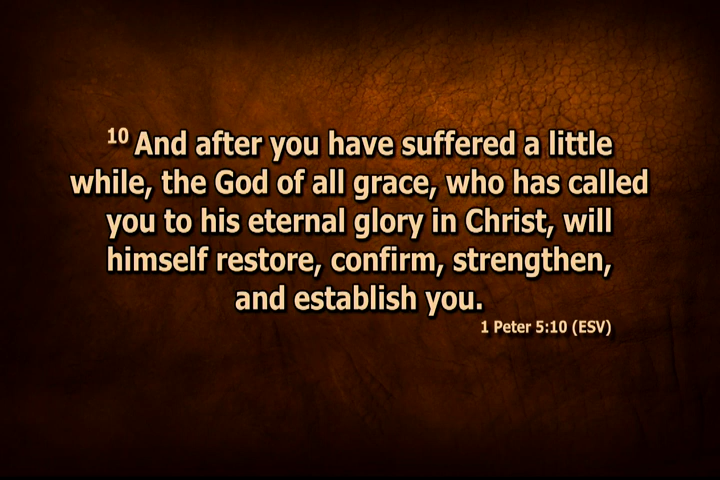 10 And after you have suffered a little
while, the God of all grace, who has called
you to his eternal glory in Christ, will
himself restore, confirm, strengthen,
and establish you.
1 Peter 5:10 (ESV)